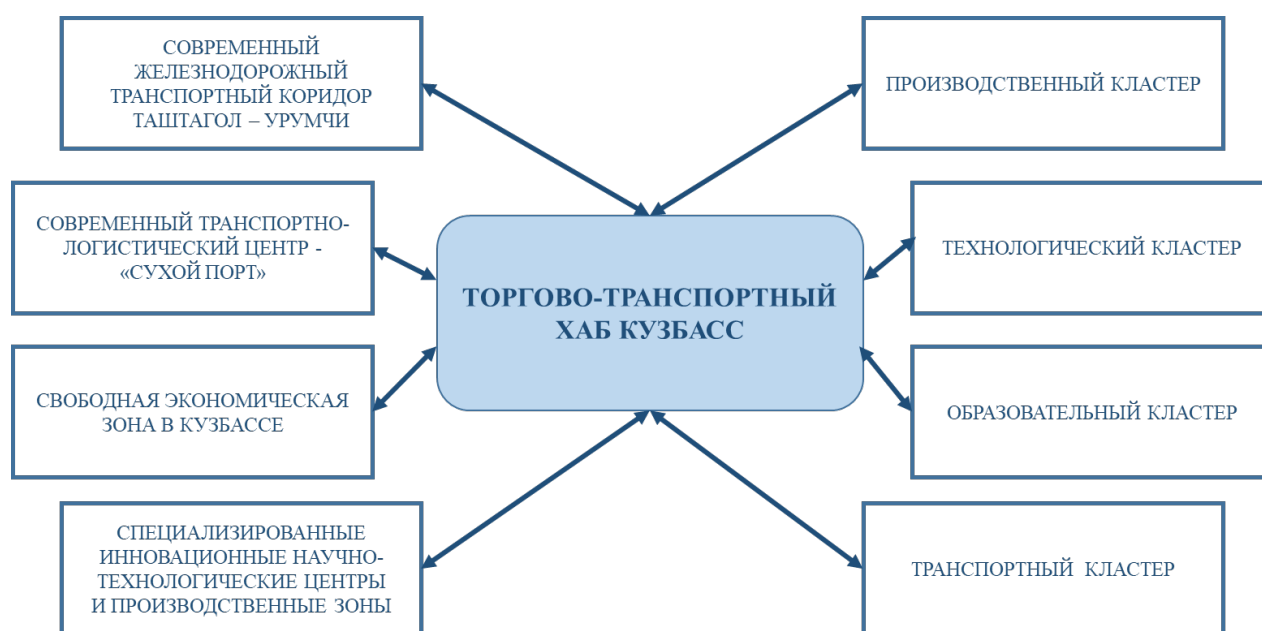 СОВРЕМЕННЫЙ
ЖЕЛЕЗНОДОРОЖНЫЙ
ТРАНСПОРТНЫЙ КОРИДОР
ТАШТАГОЛ – УРУМЧИ
ПРОИЗВОДСТВЕННЫЙ КЛАСТЕР
СОВРЕМЕННЫЙ ТРАНСПОРТНО-
ЛОГИСТИЧЕСКИЙ ЦЕНТР -
«СУХОЙ ПОРТ»
ТЕХНОЛОГИЧЕСКИЙ КЛАСТЕР
ТОРГОВО-ТРАНСПОРТНЫЙ
ХАБ КУЗБАСС
СВОБОДНАЯ ЭКОНОМИЧЕСКАЯ
ЗОНА В КУЗБАССЕ
ОБРАЗОВАТЕЛЬНЫЙ КЛАСТЕР
СПЕЦИАЛИЗИРОВАННЫЕ
ИННОВАЦИОННЫЕ НАУЧНО-
ТЕХНОЛОГИЧЕСКИЕ ЦЕНТРЫ
И ПРОИЗВОДСТВЕННЫЕ ЗОНЫ
ТРАНСПОРТНЫЙ КЛАСТЕР